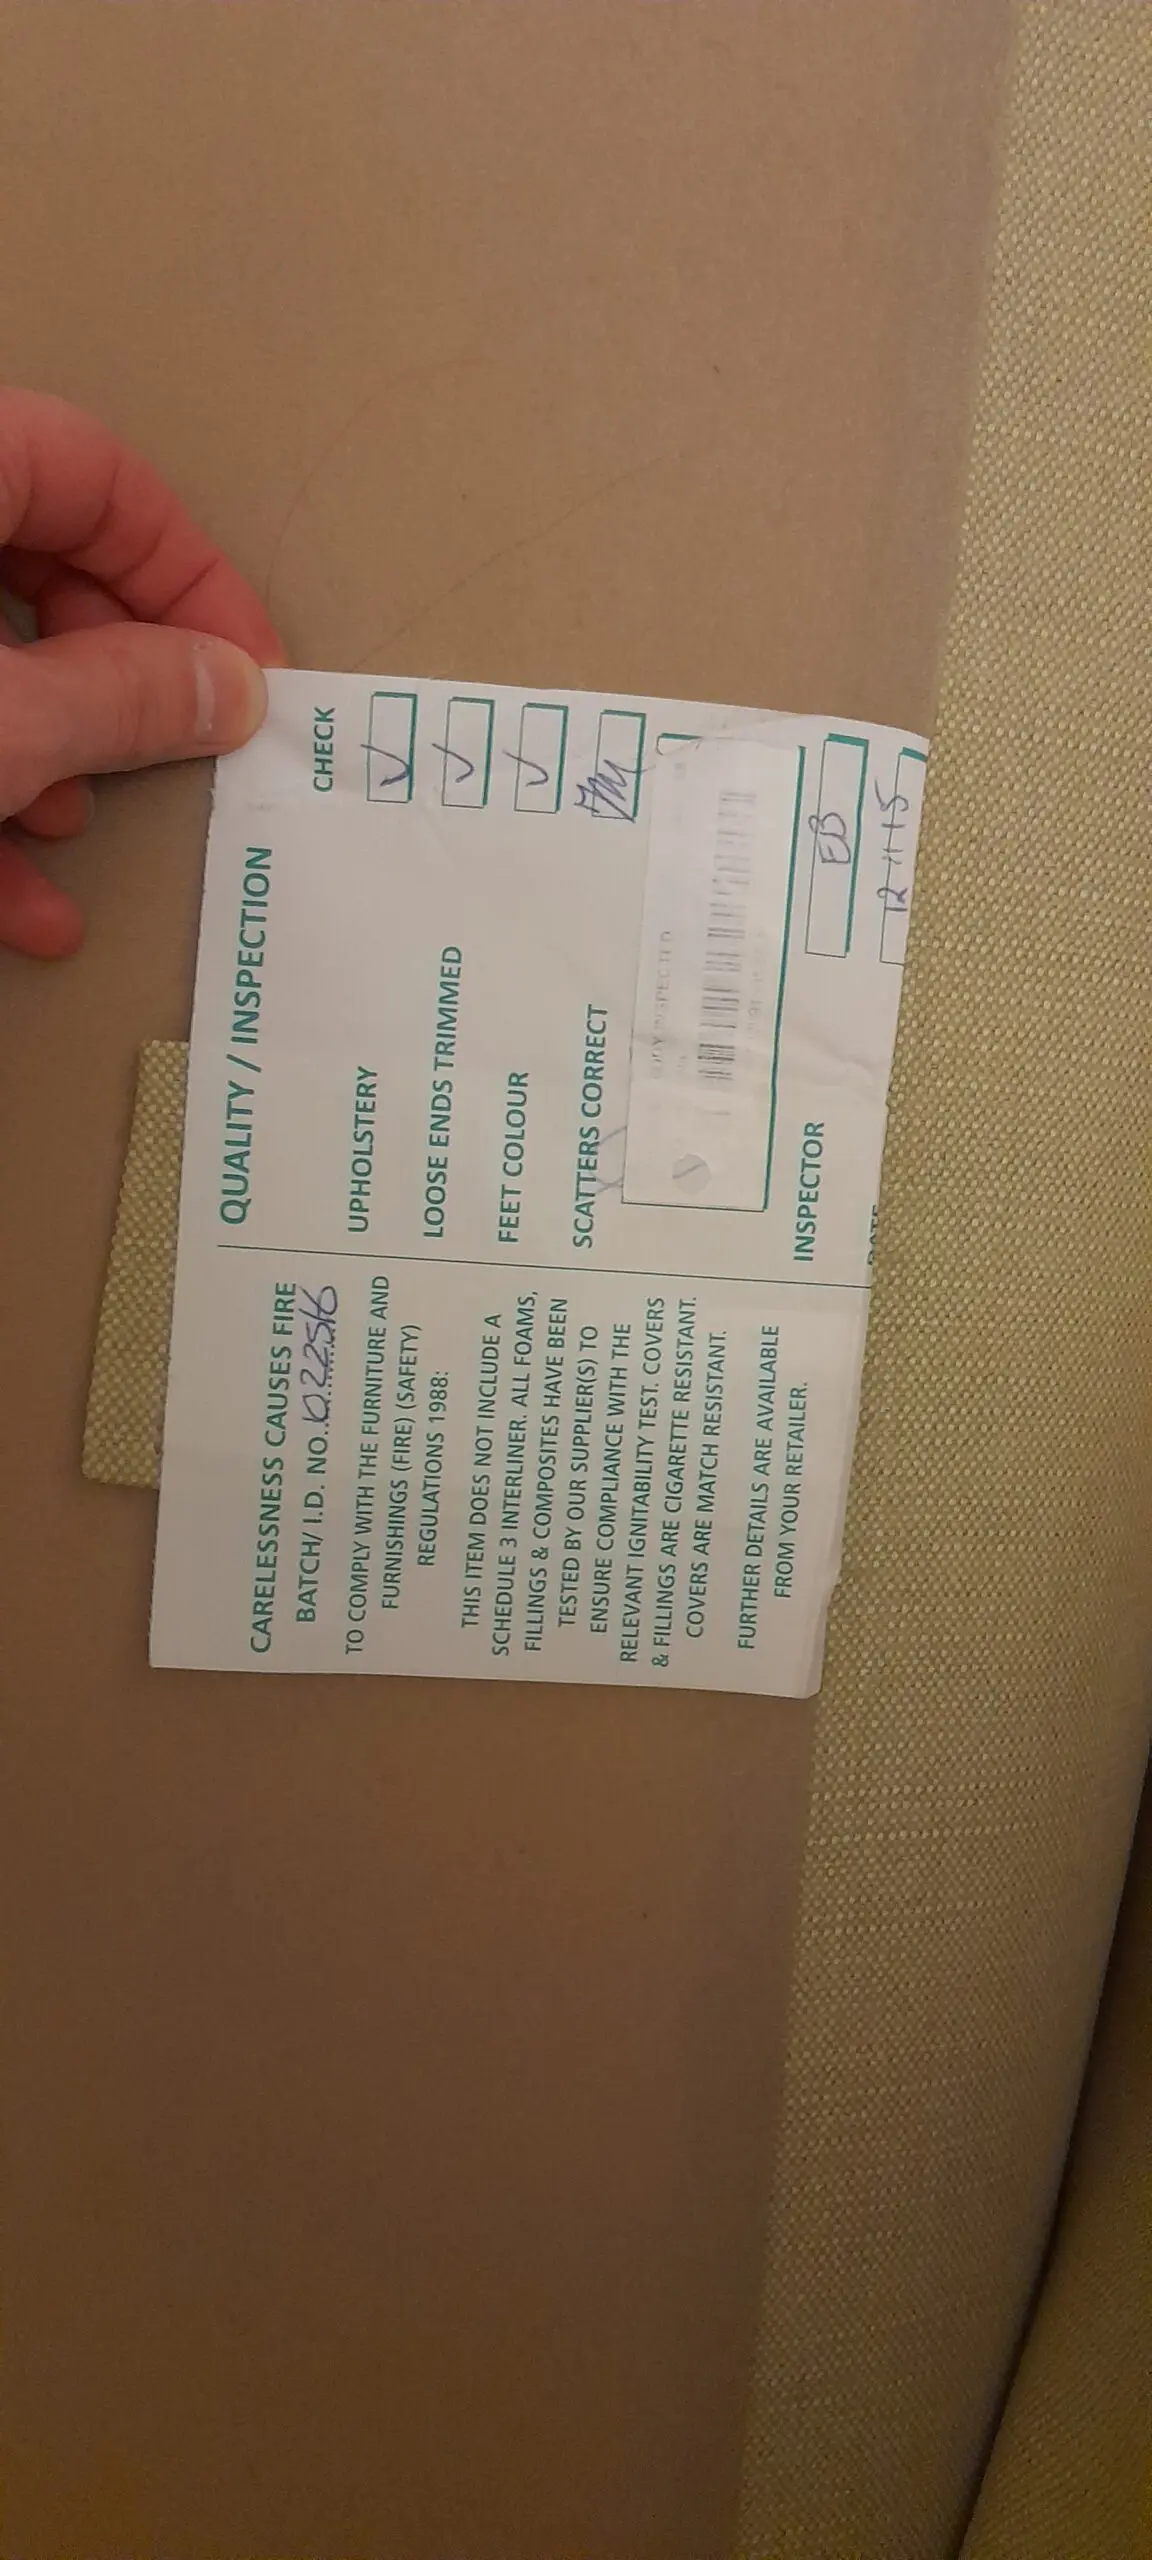 CARELESSNESS CAUSES FIRE
BATCH/ I.D. NO..
TO COMPLY WITH THE FURNITURE AND
FURNISHINGS (FIRE) (SAFETY)
REGULATIONS 1988:
THIS ITEM DOES NOT INCLUDE A
SCHEDULE 3 INTERLINER. ALL FOAMS,
FILLINGS & COMPOSITES HAVE BEEN
TESTED BY OUR SUPPLIER(S) TO
ENSURE COMPLIANCE WITH THE
RELEVANT IGNITABILITY TEST. COVERS
& FILLINGS ARE CIGARETTE RESISTANT.
COVERS ARE MATCH RESISTANT.
FURTHER DETAILS ARE AVAILABLE
FROM YOUR RETAILER.
QUALITY / INSPECTION
CHECK
UPHOLSTERY
LOOSE ENDS TRIMMED
FEET COLOUR
SCATTERS CORRECT
INSPECTED
INSPECTOR EB
DATE 12-11-15